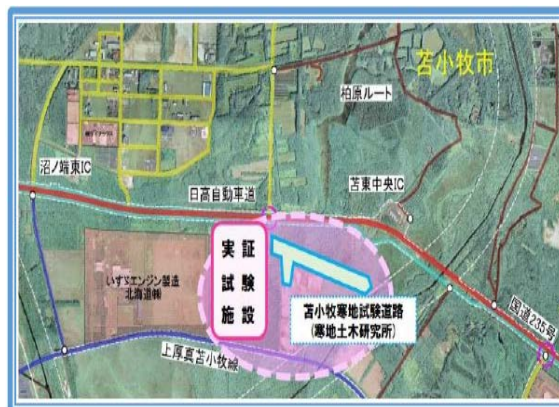 苫小牧市
柏原ルート
沼ノ端東IC
日高自動車道
苫東中央IC
実証
試験
施設
いすゞエンジン製造
北海道㈱
苫小牧寒地試験道路
(寒地土木研究所)
国道235号
上厚真苫小牧線